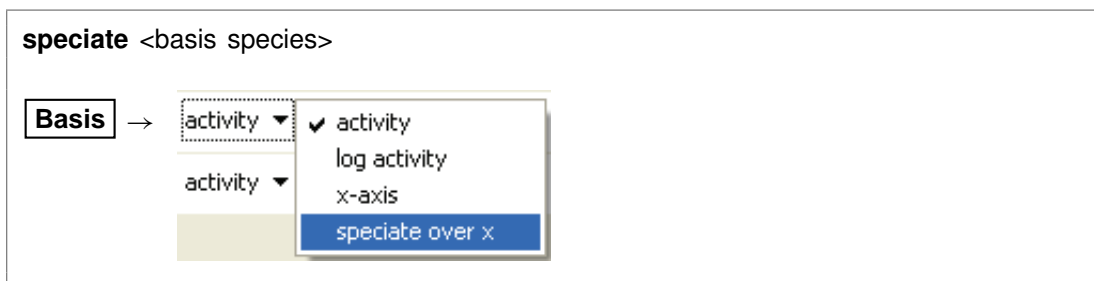 speciate <basis species>
Basis → activity ▼ ✔ activity
log activity
activity ▼
x-axis
speciate over x